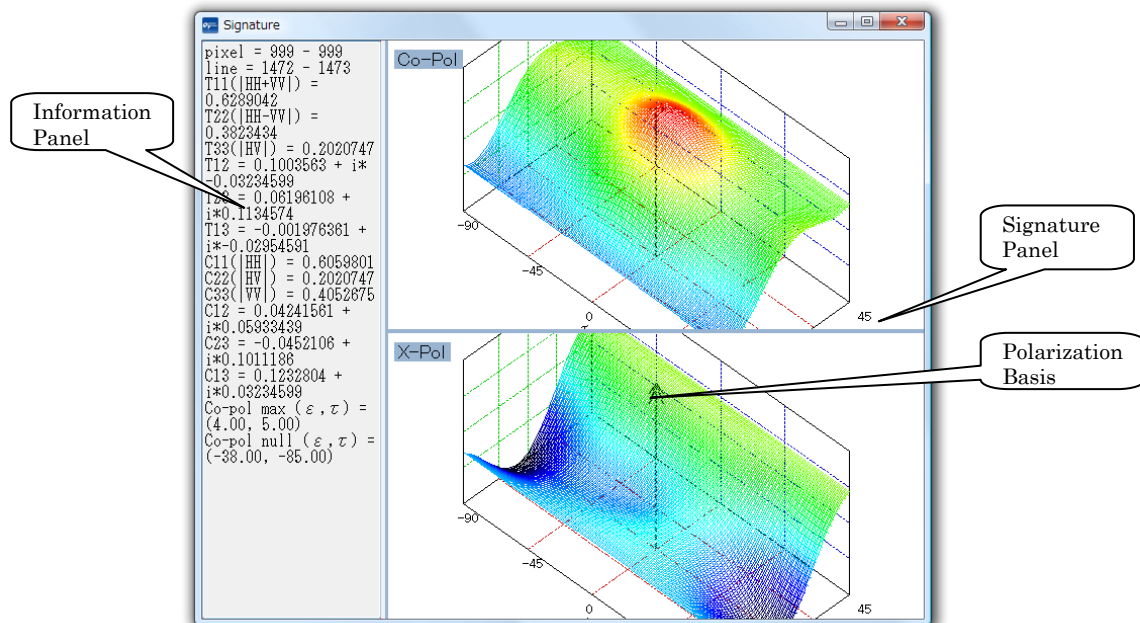 Signature
pixel = 999 - 999
line = 1472 - 1473
T11(|HH+VV|) =
0.6289042
T22(|HH-VV|) =
0.3823434
T33(|HV|) = 0.2020747
T12 = 0.1003563 + i*
-0.03234599
T23 = 0.06196108 +
i*0.1134574
T13 = -0.001976361 +
i*-0.02954591
C11(|HH|) = 0.6059801
C22(|HV|) = 0.2020747
C33(|VV|) = 0.4052675
C12 = 0.04241561 +
i*0.05933439
C23 = -0.0452106 +
i*0.1011186
C13 = 0.1232804 +
i*0.03234599
Co-pol max (ε,τ) =
(4.00, 5.00)
Co-pol null (ε,τ) =
(-38.00, -85.00)
Co-Pol
-90
-45
0
τ
45
X-Pol
-90
-45
0
45
Information
Panel
Signature
Panel
Polarization
Basis